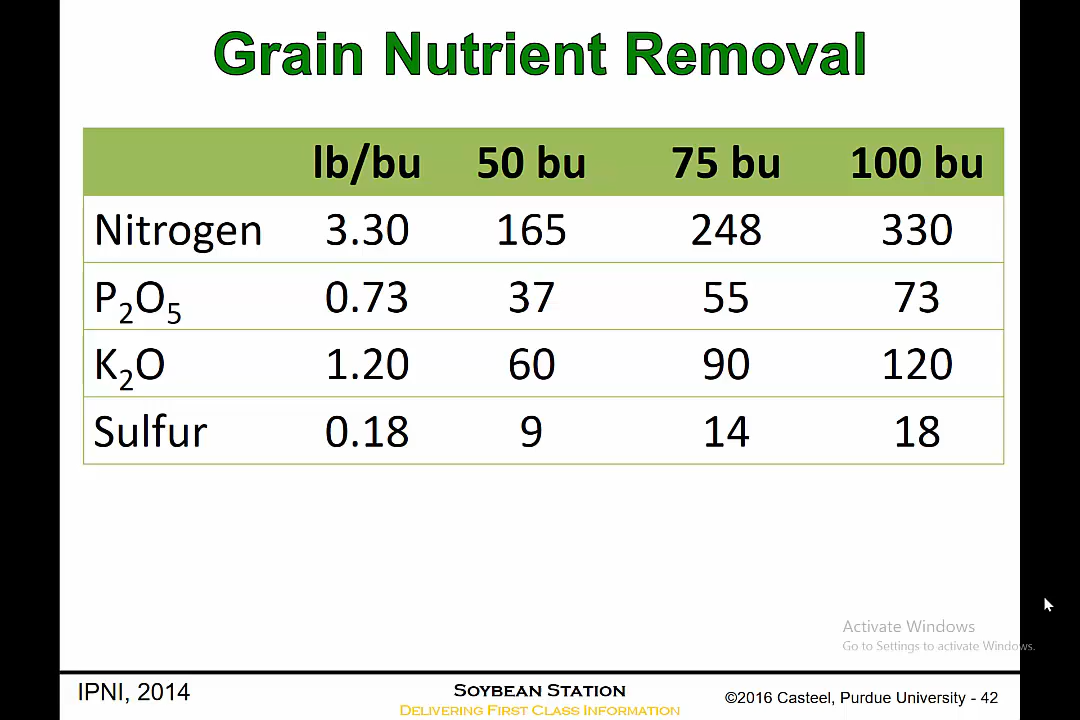 Grain Nutrient Removal
lb/bu 50 bu 75 bu 100 bu
Nitrogen 3.30 165 248 330
P₂O₅ 0.73 37 55 73
K₂O 1.20 60 90 120
Sulfur 0.18 9 14 18
Activate Windows
Go to Settings to activate Windows.
IPNI, 2014
SOYBEAN STATION
DELIVERING FIRST CLASS INFORMATION
©2016 Casteel, Purdue University - 42